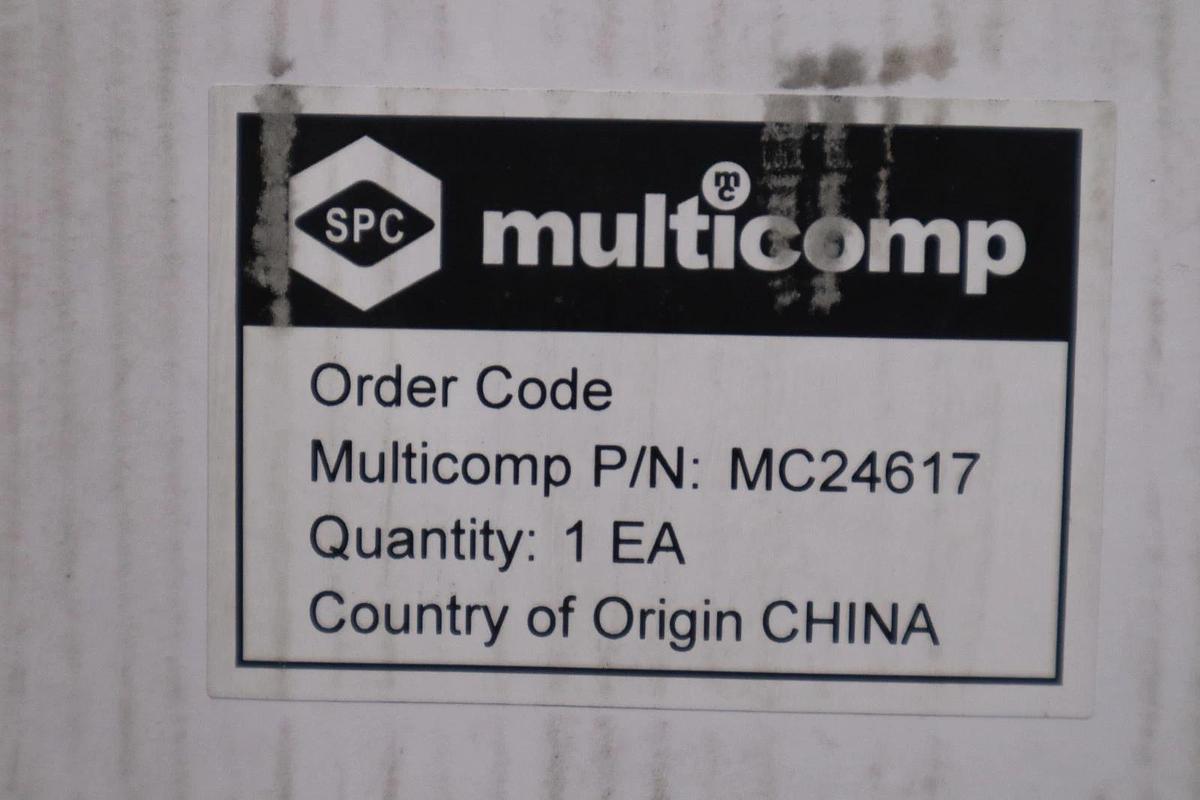 SPC
mc
multicomp
Order Code
Multicomp P/N: MC24617
Quantity: 1 EA
Country of Origin CHINA